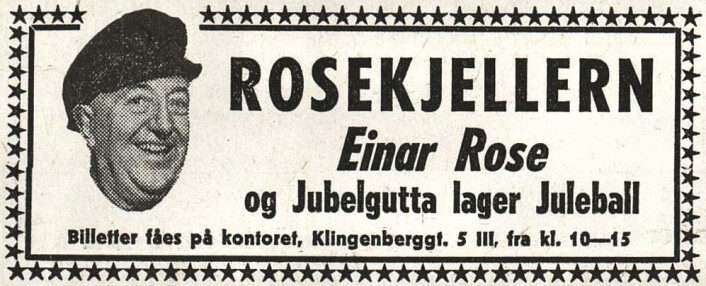 ROSEKJELLERN
Einar Rose
og Jubelgutta lager Juleball
Billetter fåes på kontoret, Klingenberggt. 5 III, fra kl. 10—15